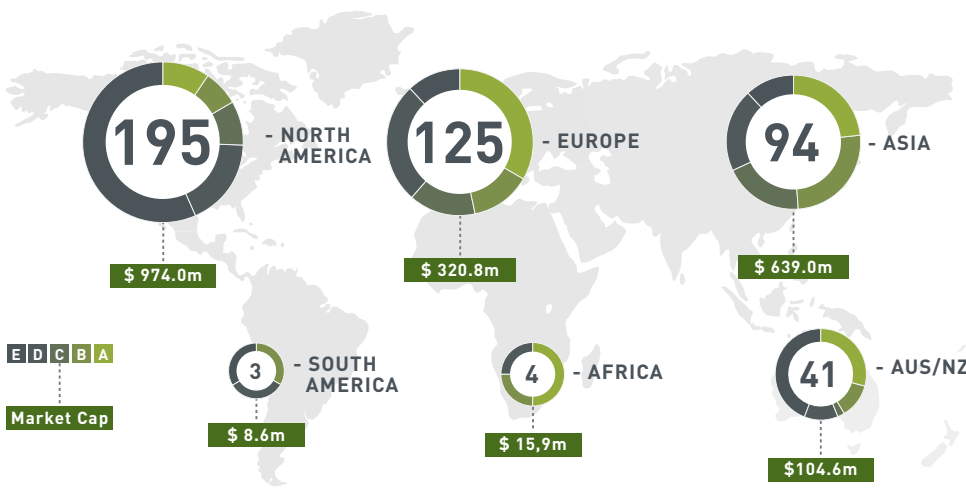 195
- NORTH
AMERICA
$ 974.0m
125
- EUROPE
$ 320.8m
94
- ASIA
$ 639.0m
E D C B A
Market Cap
3
- SOUTH
AMERICA
$ 8.6m
4
- AFRICA
$ 15,9m
41
- AUS/NZ
$104.6m